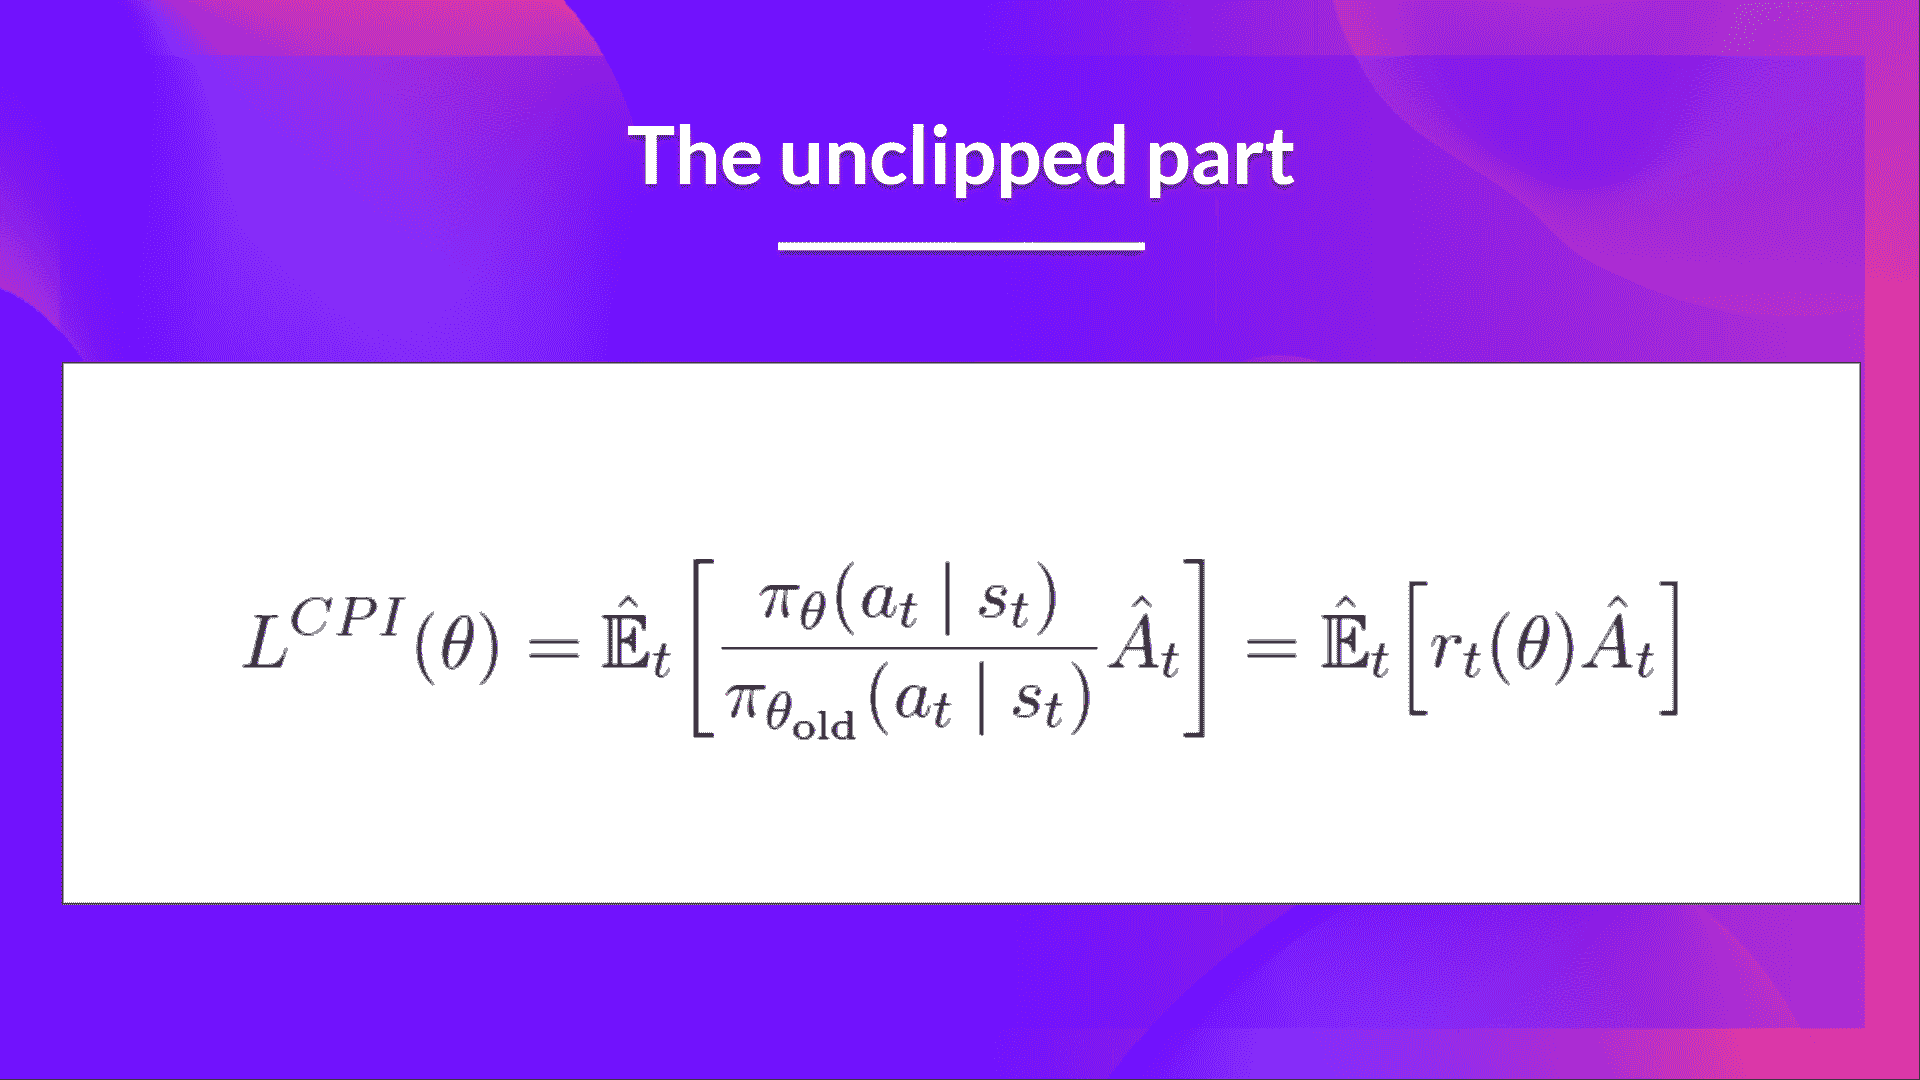 The unclipped part
$L^{CPI}(\theta) = \hat{\mathbb{E}}_t \left[ \frac{\pi_\theta(a_t \mid s_t)}{\pi_{\theta_{\text{old}}}(a_t \mid s_t)} \hat{A}_t \right] = \hat{\mathbb{E}}_t \left[ r_t(\theta) \hat{A}_t \right]$